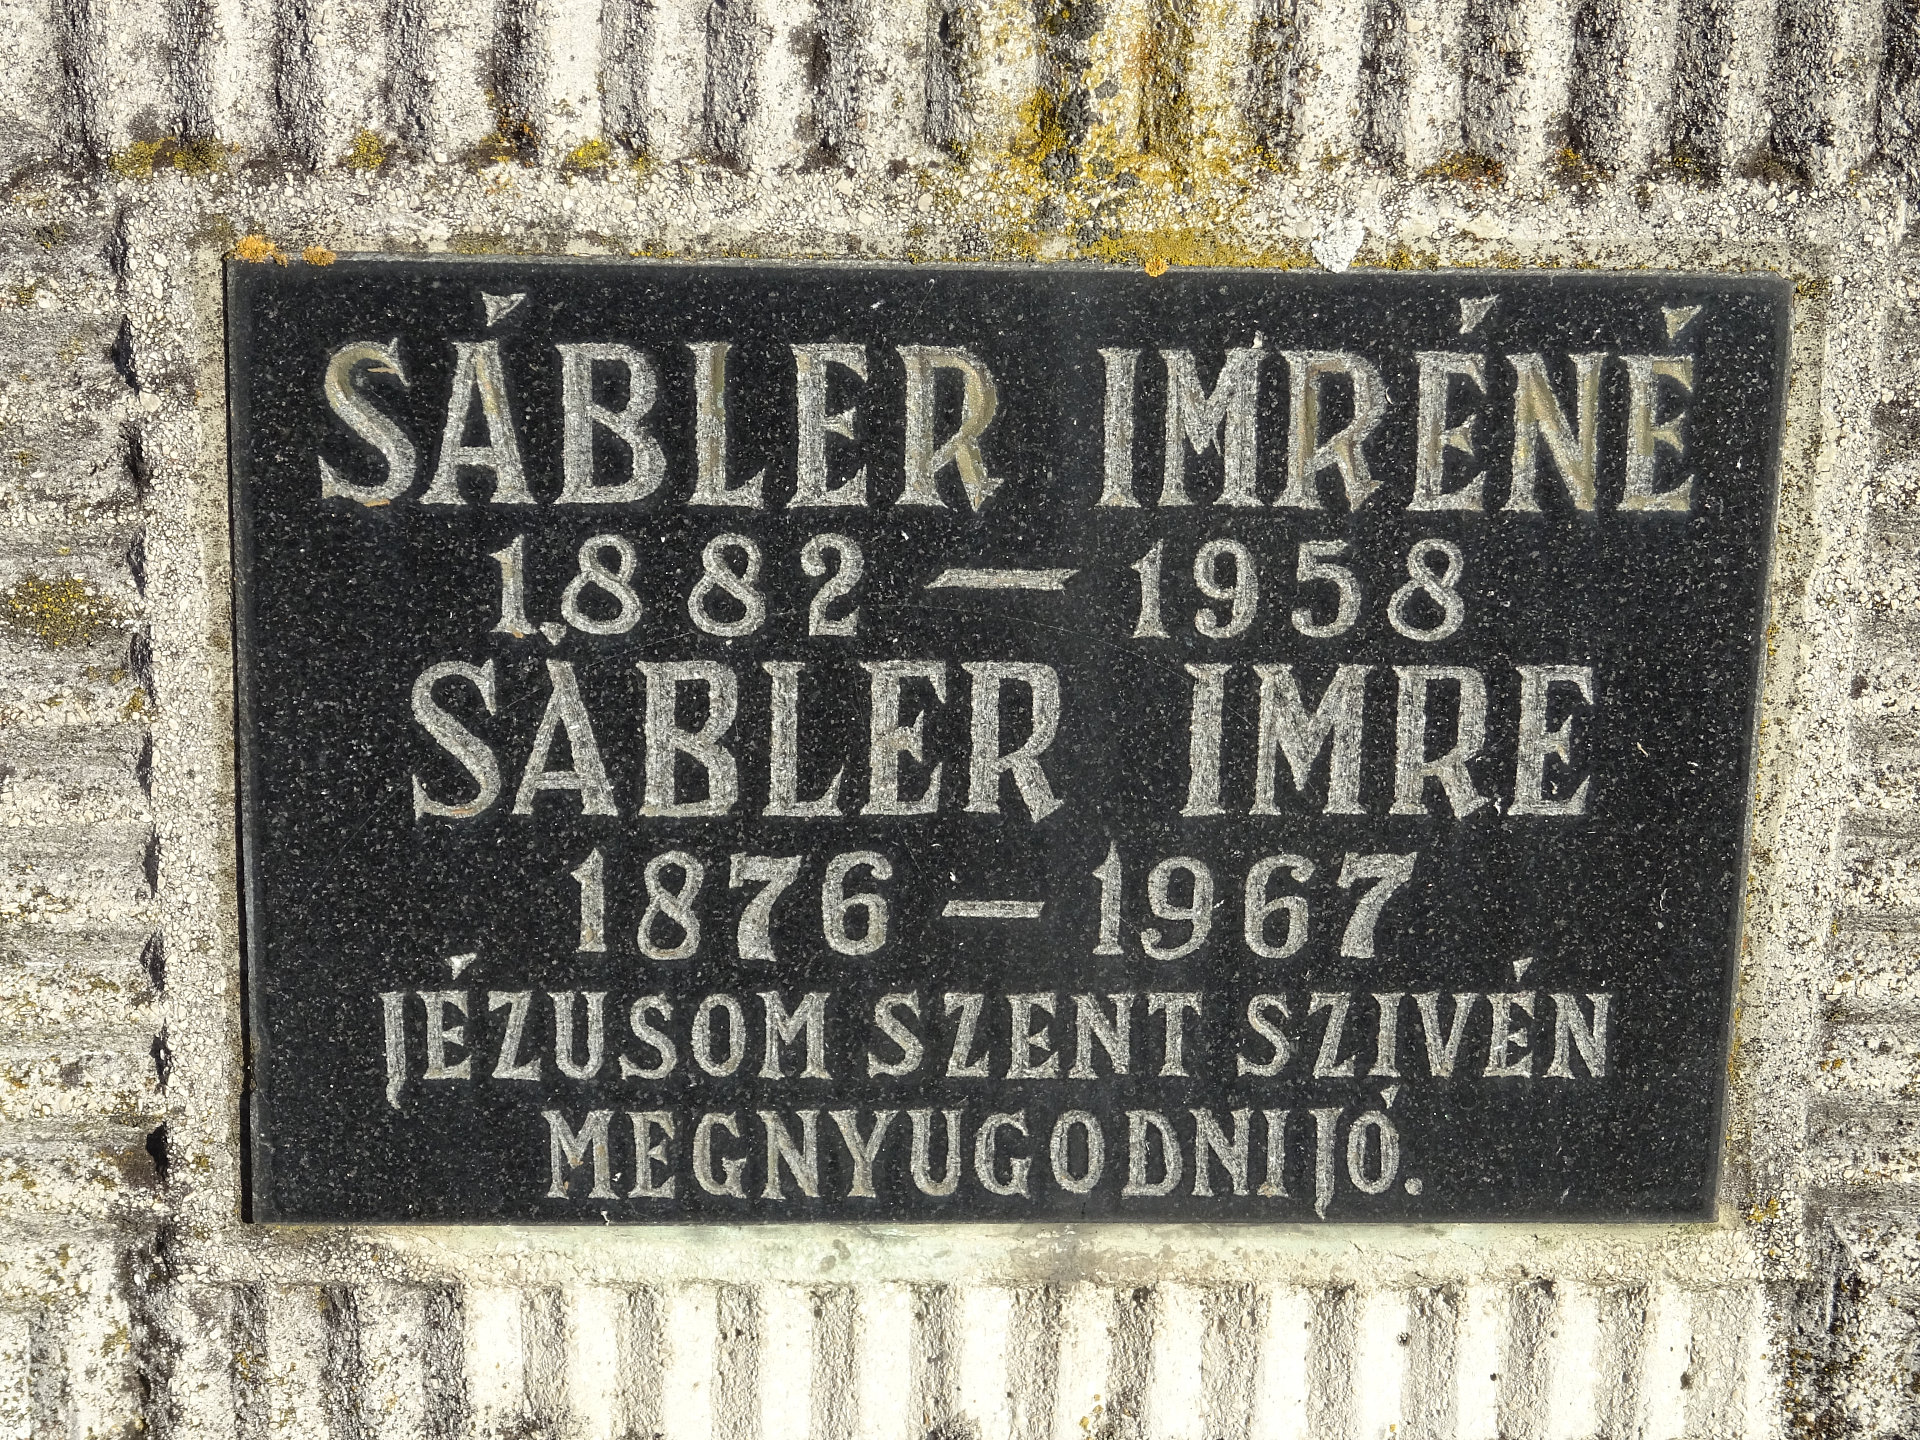 SÁBLER IMRÉNÉ
1882 — 1958
SÁBLER IMRE
1876 — 1967
JÉZUSOM SZENT SZIVÉN
MEGNYUGODNI JÓ.